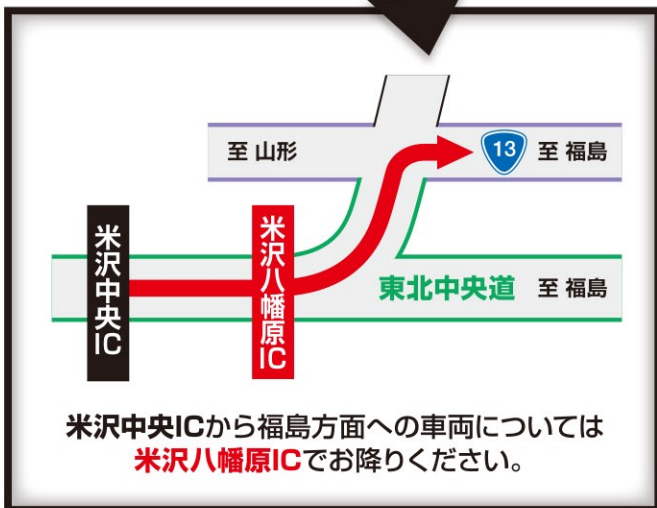 至 山形
13
至 福島
米沢中央IC
米沢八幡原IC
東北中央道
至 福島
米沢中央ICから福島方面への車両については
米沢八幡原ICでお降りください。